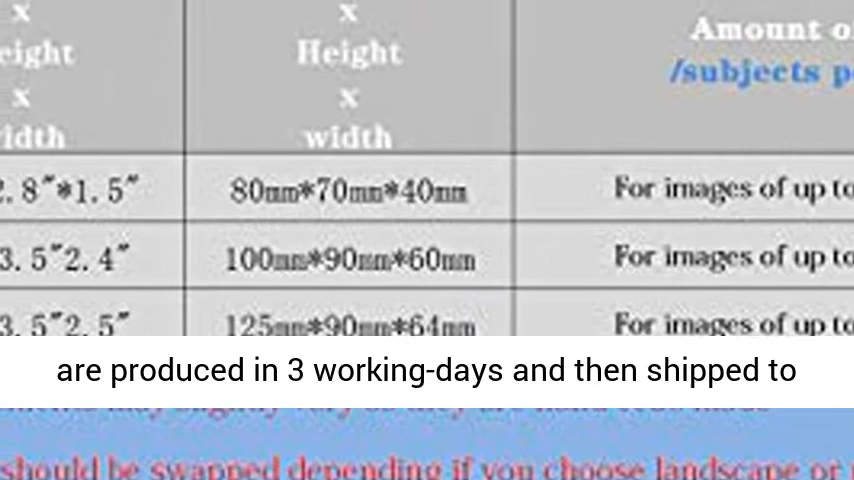 x x
eight Height Amount o
x x /subjects p
idth width
. 8"*1. 5" 80mm*70mm*40mm For images of up to
3. 5"2. 4" 100mm*90mm*60mm For images of up to
3. 5"2. 5" 125mm*90mm*64mm For images of up to
are produced in 3 working-days and then shipped to
should be swapped depending if you choose landscape or